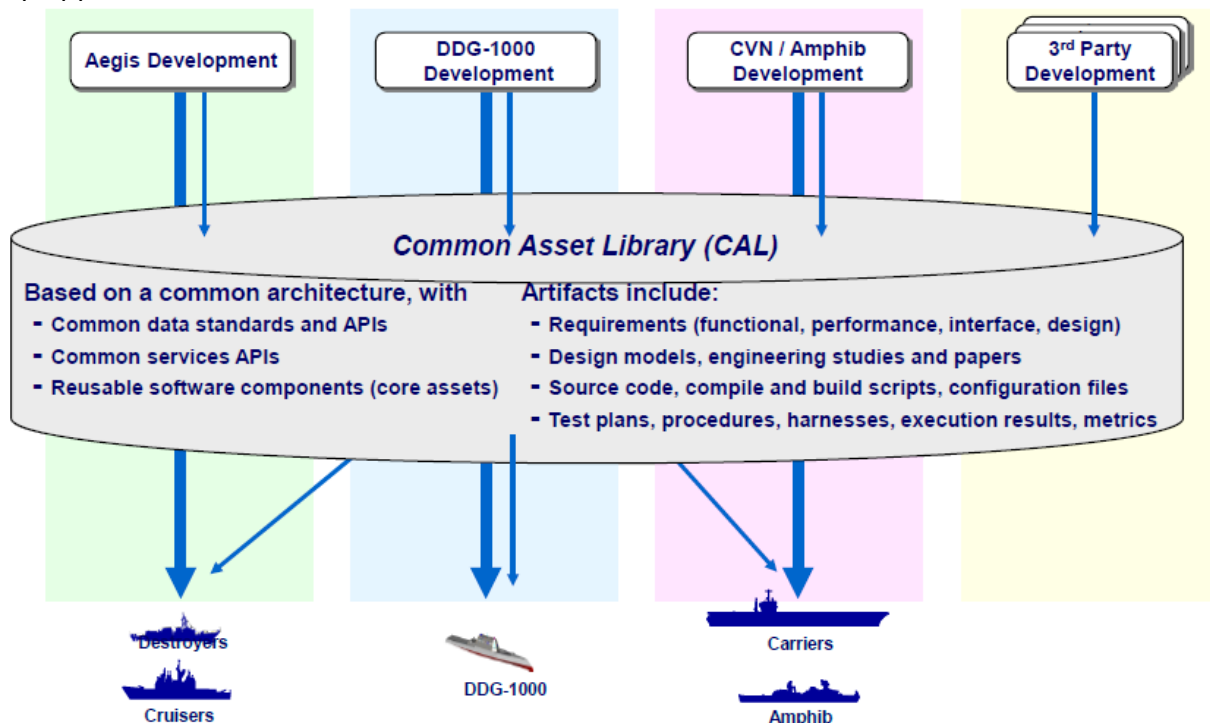 Aegis Development
DDG-1000
Development
CVN / Amphib
Development
3rd Party
Development
Common Asset Library (CAL)
Based on a common architecture, with
- Common data standards and APIs
- Common services APIs
- Reusable software components (core assets)
Artifacts include:
- Requirements (functional, performance, interface, design)
- Design models, engineering studies and papers
- Source code, compile and build scripts, configuration files
- Test plans, procedures, harnesses, execution results, metrics
Destroyers
Cruisers
DDG-1000
Carriers
Amphib